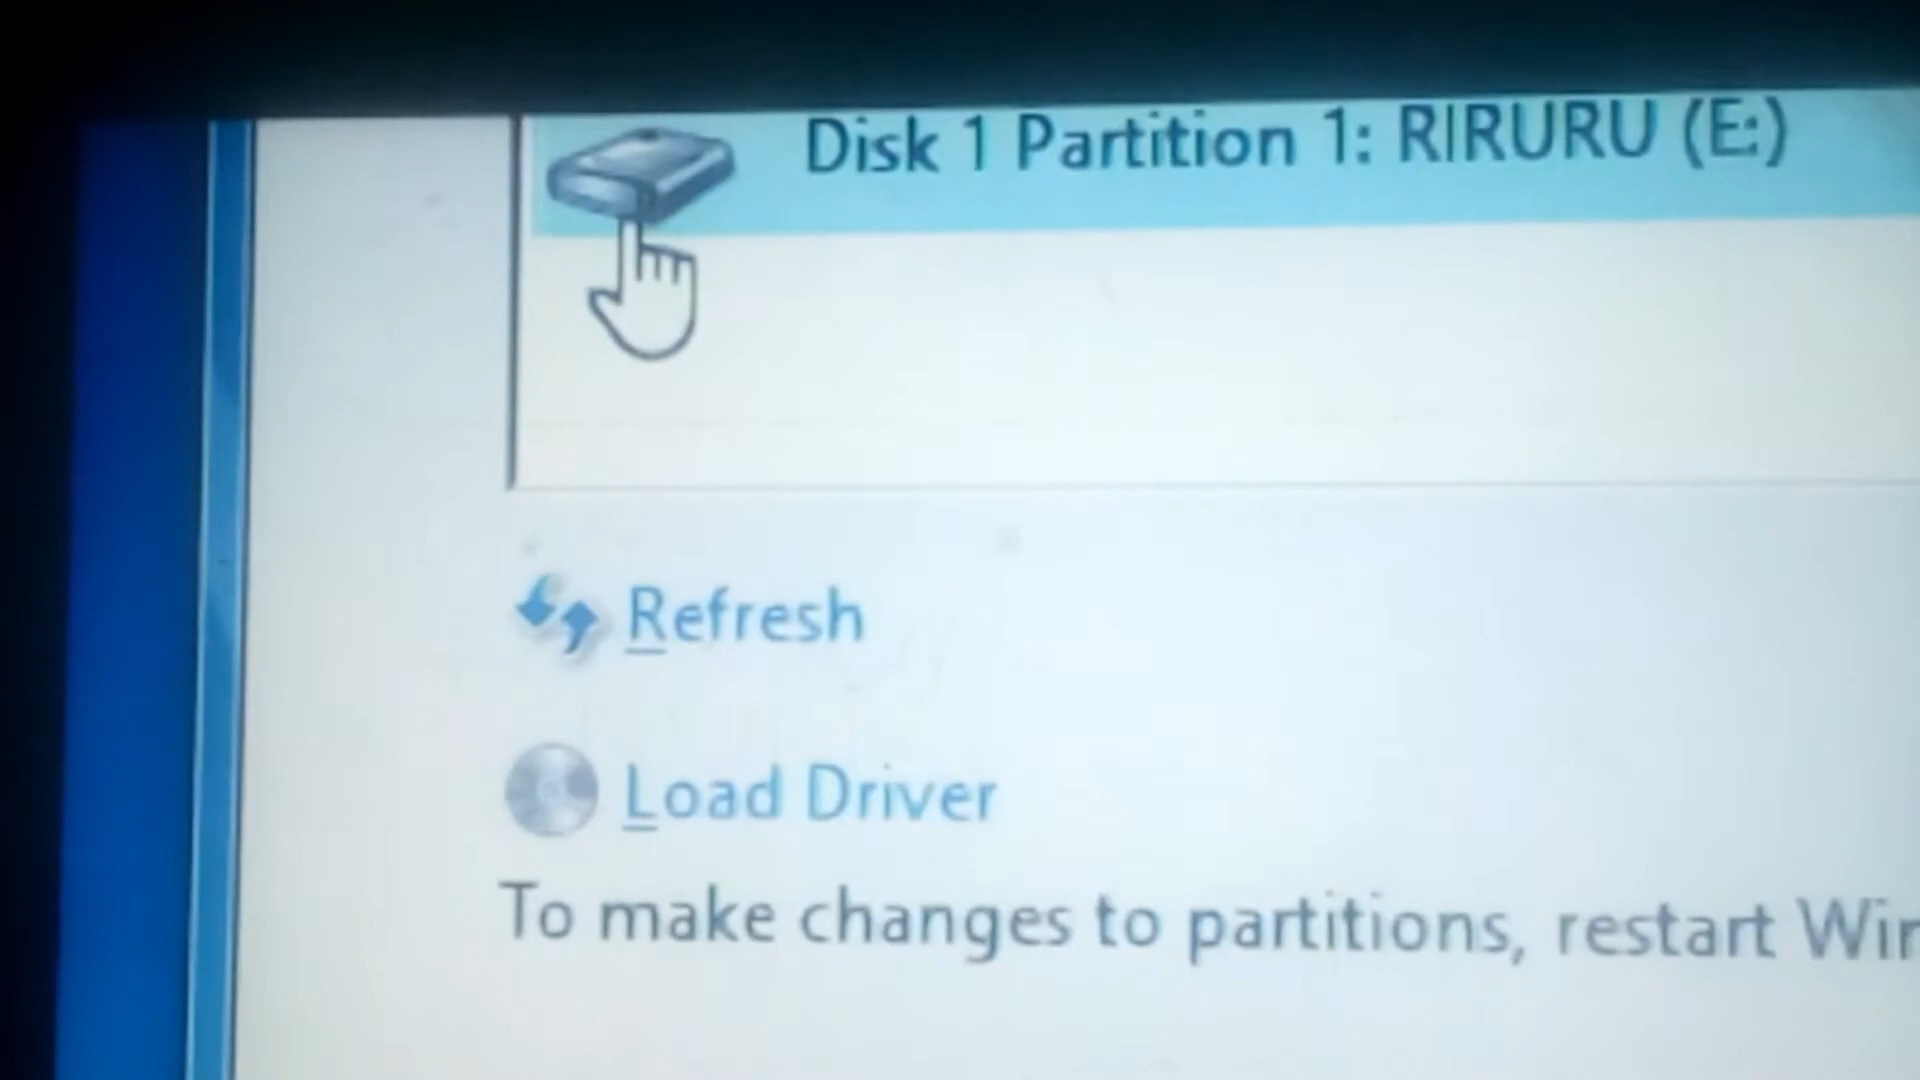 Disk 1 Partition 1: RIRURU (E:)
Refresh
Load Driver
To make changes to partitions, restart